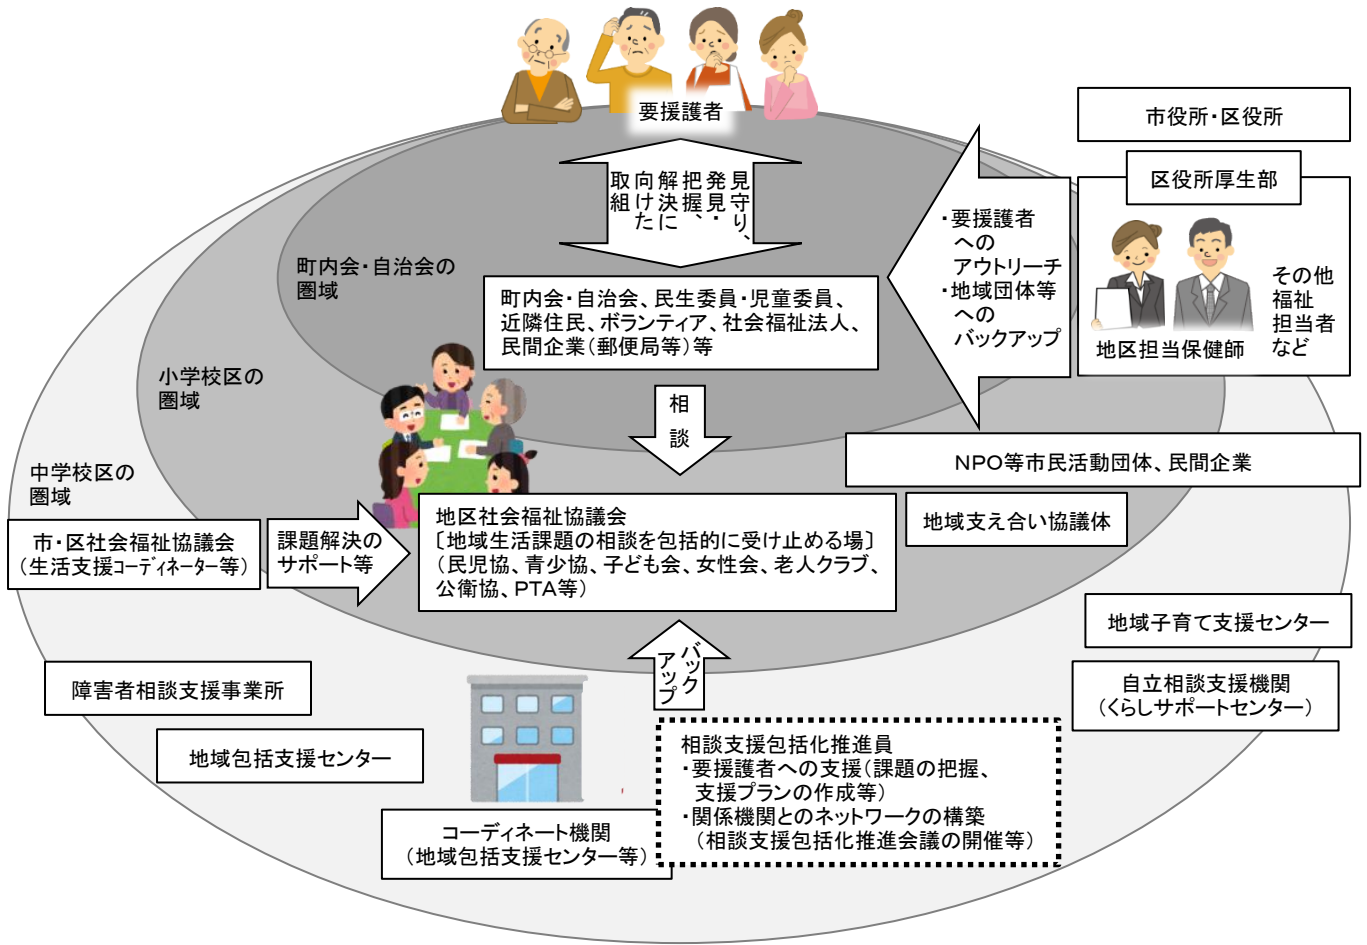 要援護者
見守り、
発見・
把握、
解決に
向けた
取組
市役所・区役所
区役所厚生部
地区担当保健師
その他
福祉
担当者
など
・要援護者
への
アウトリーチ
・地域団体等
への
バックアップ
町内会・自治会の
圏域
町内会・自治会、民生委員・児童委員、
近隣住民、ボランティア、社会福祉法人、
民間企業(郵便局等)等
小学校区の
圏域
相
談
中学校区の
圏域
NPO等市民活動団体、民間企業
地域支え合い協議体
市・区社会福祉協議会
(生活支援コーディネーター等)
課題解決の
サポート等
地区社会福祉協議会
〔地域生活課題の相談を包括的に受け止める場〕
(民児協、青少協、子ども会、女性会、老人クラブ、
公衛協、PTA等)
バック
アップ
地域子育て支援センター
自立相談支援機関
(くらしサポートセンター)
障害者相談支援事業所
地域包括支援センター
コーディネート機関
(地域包括支援センター等)
相談支援包括化推進員
・要援護者への支援(課題の把握、
支援プランの作成等)
・関係機関とのネットワークの構築
(相談支援包括化推進会議の開催等)